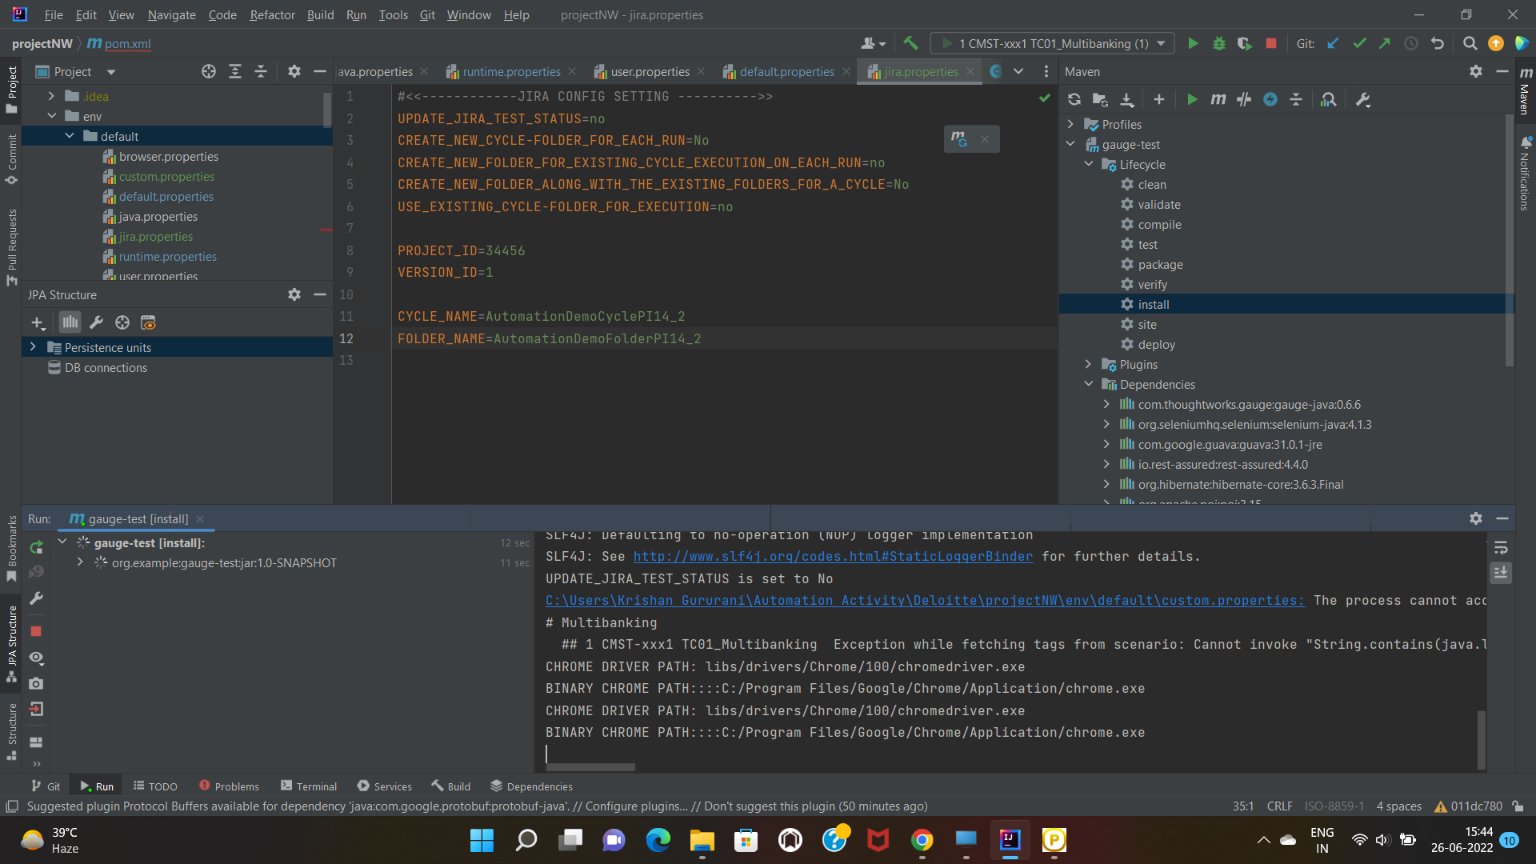 File Edit View Navigate Code Refactor Build Run Tools Git Window Help projectNW - jira.properties
projectNW pom.xml 1 CMST-xxx1 TC01_Multibanking (1) Git:
Project
.idea
env
default
browser.properties
custom.properties
default.properties
java.properties
jira.properties
runtime.properties
user.properties
JPA Structure
Persistence units
DB connections
Project
Commit
Pull Requests
Bookmarks
JPA Structure
Structure
ava.properties runtime.properties user.properties default.properties jira.properties
1 #<<------------JIRA CONFIG SETTING ---------->>
2 UPDATE_JIRA_TEST_STATUS=no
3 CREATE_NEW_CYCLE-FOLDER_FOR_EACH_RUN=No
4 CREATE_NEW_FOLDER_FOR_EXISTING_CYCLE_EXECUTION_ON_EACH_RUN=no
5 CREATE_NEW_FOLDER_ALONG_WITH_THE_EXISTING_FOLDERS_FOR_A_CYCLE=No
6 USE_EXISTING_CYCLE-FOLDER_FOR_EXECUTION=no
7
8 PROJECT_ID=34456
9 VERSION_ID=1
10
11 CYCLE_NAME=AutomationDemoCyclePI14_2
12 FOLDER_NAME=AutomationDemoFolderPI14_2
13
Maven
Profiles
gauge-test
Lifecycle
clean
validate
compile
test
package
verify
install
site
deploy
Plugins
Dependencies
com.thoughtworks.gauge:gauge-java:0.6.6
org.seleniumhq.selenium:selenium-java:4.1.3
com.google.guava:guava:31.0.1-jre
io.rest-assured:rest-assured:4.4.0
org.hibernate:hibernate-core:3.6.3.Final
Maven
Notifications
Run: gauge-test [install]
gauge-test [install]: 12 sec
org.example:gauge-test:jar:1.0-SNAPSHOT 11 sec
SLF4J: Defaulting to no-operation (NOP) logger implementation
SLF4J: See http://www.slf4j.org/codes.html#StaticLoggerBinder for further details.
UPDATE_JIRA_TEST_STATUS is set to No
C:\Users\Krishan Gururani\Automation Activity\Deloitte\projectNW\env\default\custom.properties: The process cannot acc
# Multibanking
## 1 CMST-xxx1 TC01_Multibanking Exception while fetching tags from scenario: Cannot invoke "String.contains(java.l
CHROME DRIVER PATH: libs/drivers/Chrome/100/chromedriver.exe
BINARY CHROME PATH::::C:/Program Files/Google/Chrome/Application/chrome.exe
CHROME DRIVER PATH: libs/drivers/Chrome/100/chromedriver.exe
BINARY CHROME PATH::::C:/Program Files/Google/Chrome/Application/chrome.exe
Git Run TODO Problems Terminal Services Build Dependencies
Suggested plugin Protocol Buffers available for dependency 'java:com.google.protobuf:protobuf-java'. // Configure plugins... // Don't suggest this plugin (50 minutes ago) 35:1 CRLF ISO-8859-1 4 spaces 011dc780
39°C
Haze
ENG
IN
15:44
26-06-2022
10